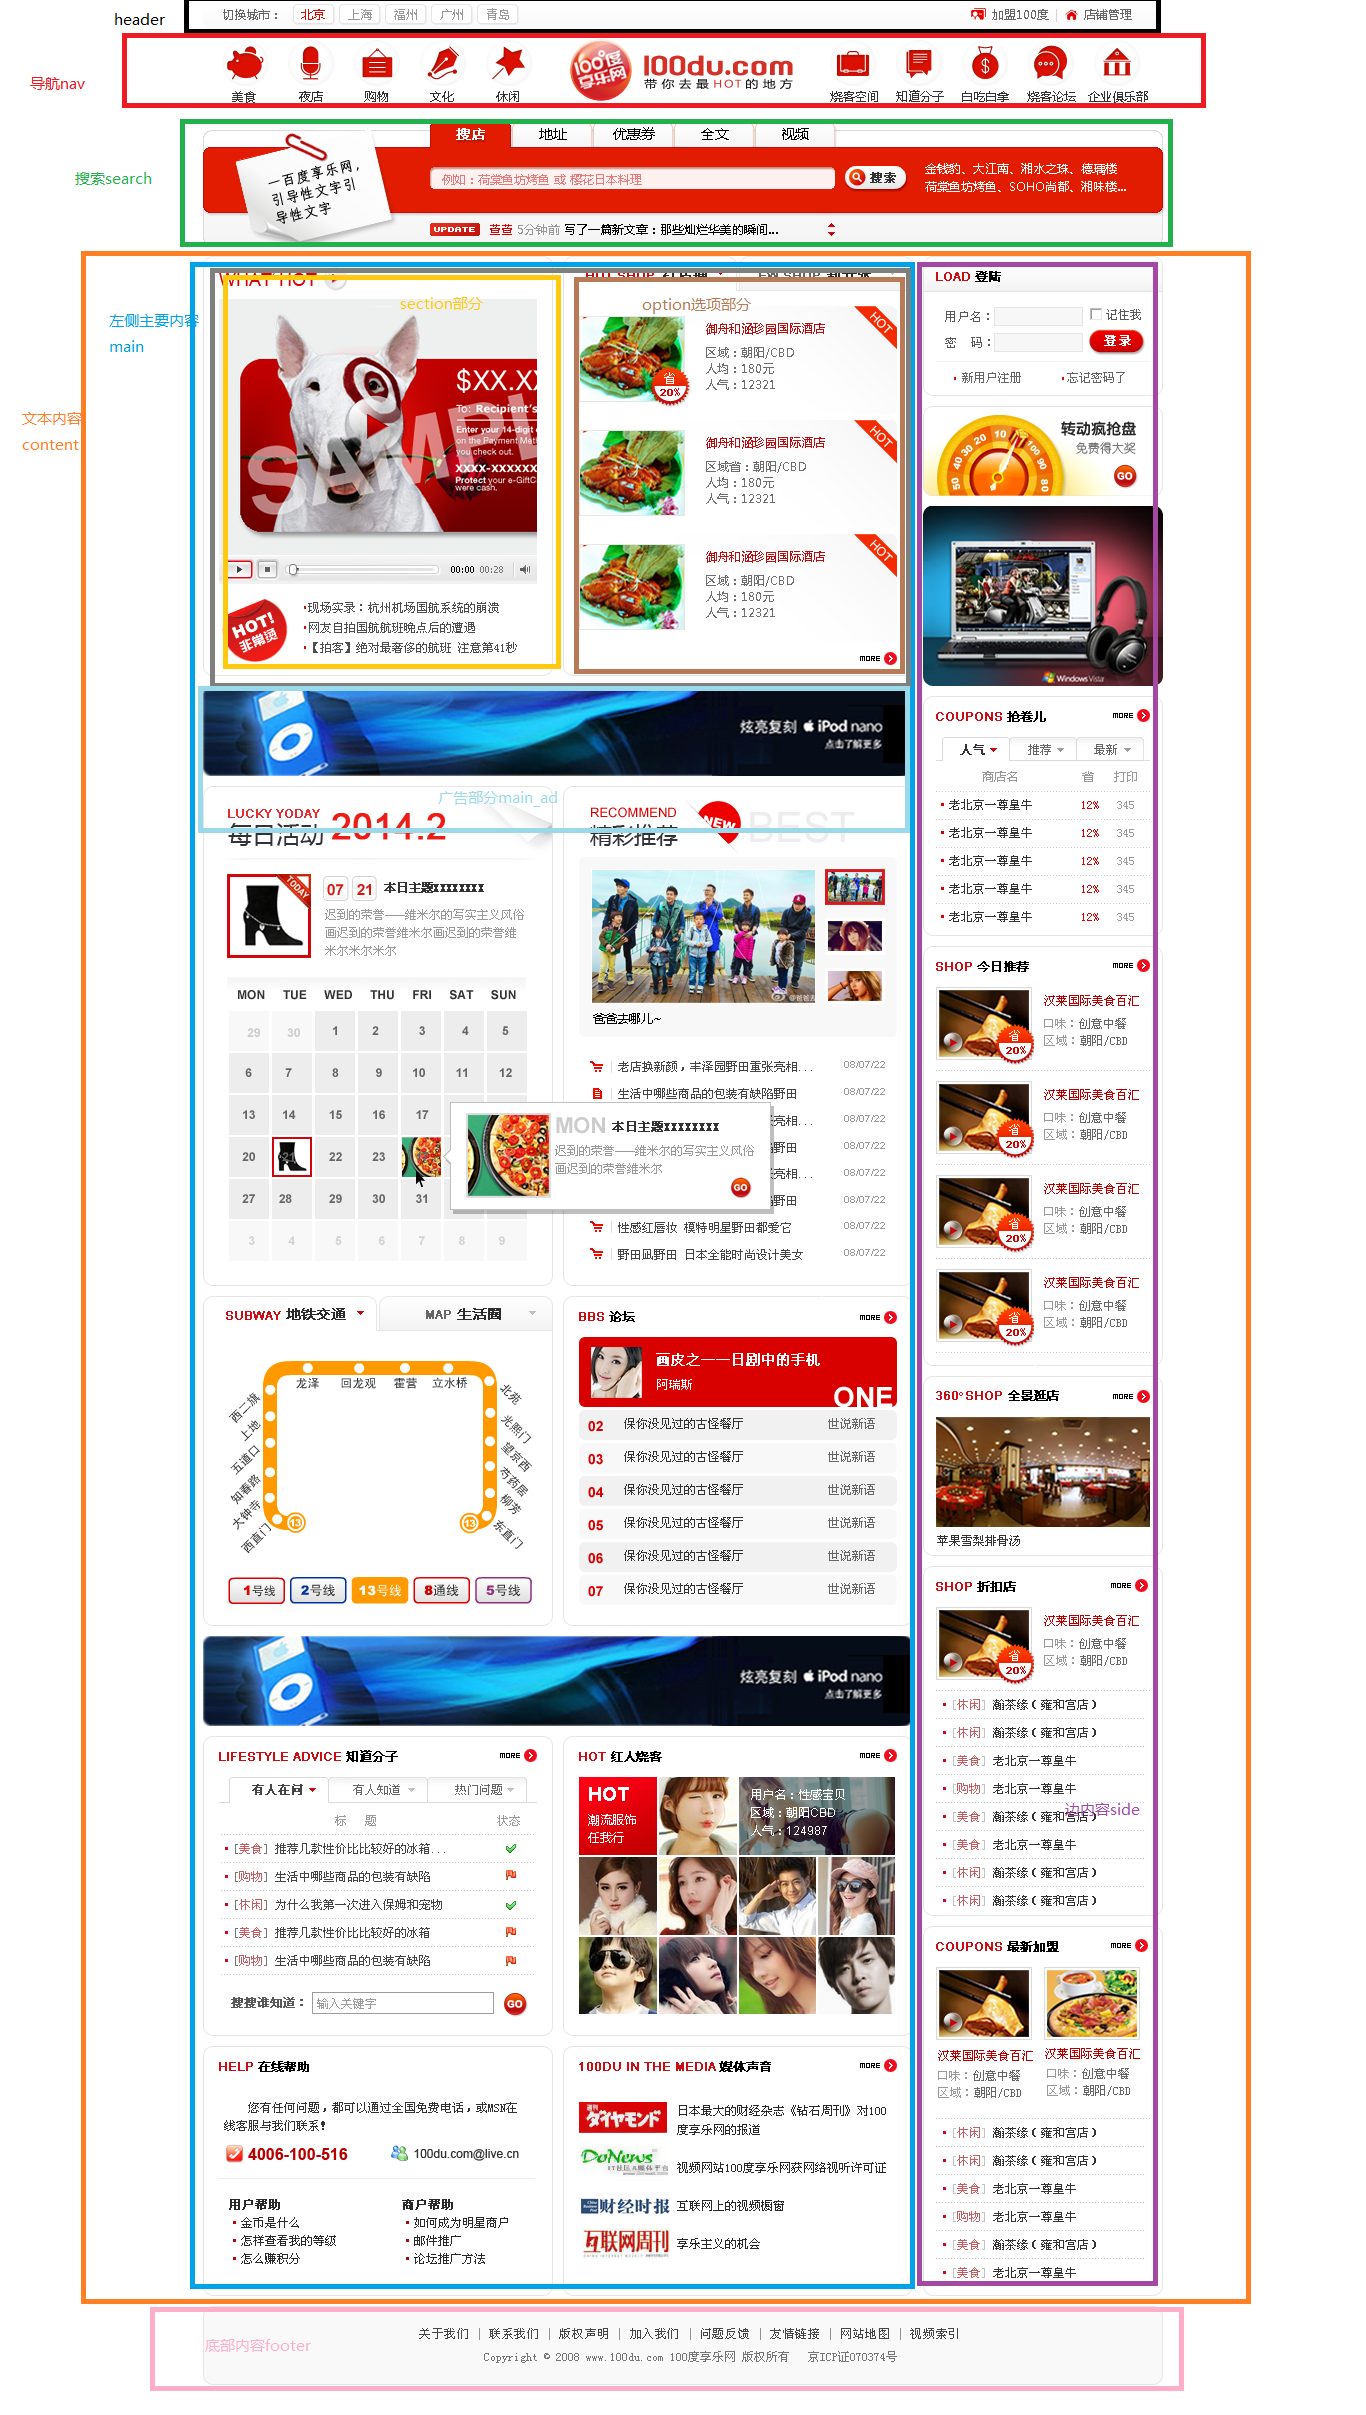 header
切换城市：
北京
上海
福州
广州
青岛
加盟100度
店铺管理
导航nav
美食
夜店
购物
文化
休闲
100度
享乐网
100du.com
带你去最HOT的地方
烧客空间
知道分子
白吃白拿
烧客论坛
企业俱乐部
搜索search
搜店
地址
优惠券
全文
视频
一百度享乐网，
引导性文字引
导性文字
例如：荷棠鱼坊烤鱼 或 樱花日本料理
搜索
金钱豹、大江南、湘水之珠、德瑀楼
荷棠鱼坊烤鱼、SOHO尚都、湘味楼...
UPDATE
茴茴 5分钟前 写了一篇新文章：那些灿烂华美的瞬间...
左侧主要内容
main
文本内容
content
WHAT HOT
section部分
$XX.XX
To: Recipient's
Enter your 14-digit
on the Payment Meth
you check out.
XXXX-XXXXXX
Protect your e-GiftC
were cash.
SAMPL
00:00 00:28
HOT!
非常烫
现场实录：杭州机场国航系统的崩溃
网友自拍国航航班晚点后的遭遇
【拍客】绝对最奢侈的航班 注意第41秒
HOT SHOP
option选项部分
御舟和涵珍园国际酒店
区域：朝阳/CBD
人均：180元
人气：12321
省
20%
HOT
御舟和涵珍园国际酒店
区域省：朝阳/CBD
人均：180元
人气：12321
HOT
御舟和涵珍园国际酒店
区域：朝阳/CBD
人均：180元
人气：12321
HOT
MORE
LOAD 登陆
用户名：
记住我
密 码：
登录
新用户注册
忘记密码了
转动疯抢盘
免费得大奖
GO
50 40 30 20 10 10 100 90 80 60
Windows Vista
炫亮复刻 iPod nano
点击了解更多
广告部分main_ad
LUCKY YODAY
每日活动 2014.2
TODAY
07 21 本日主题xxxxxxxx
迟到的荣誉——维米尔的写实主义风俗
画迟到的荣誉维米尔画迟到的荣誉维
米尔米尔米尔
MON TUE WED THU FRI SAT SUN
29 30 1 2 3 4 5
6 7 8 9 10 11 12
13 14 15 16 17
20 21 22 23
27 28 29 30 31
3 4 5 6 7 8 9
MON 本日主题xxxxxxxx
迟到的荣誉——维米尔的写实主义风俗
画迟到的荣誉维米尔
GO
RECOMMEND
精彩推荐
NEW
BEST
爸爸去哪儿~
老店换新颜，丰泽园野田重张亮相... 08/07/22
生活中哪些商品的包装有缺陷野田 08/07/22
张亮相... 08/07/22
陷野田 08/07/22
张亮相... 08/07/22
陷野田 08/07/22
性感红唇妆 模特明星野田都爱它 08/07/22
野田凪野田 日本全能时尚设计美女 08/07/22
COUPONS 抢卷儿
MORE
人气 推荐 最新
商店名 省 打印
老北京一尊皇牛 12% 345
老北京一尊皇牛 12% 345
老北京一尊皇牛 12% 345
老北京一尊皇牛 12% 345
老北京一尊皇牛 12% 345
SHOP 今日推荐
MORE
汉莱国际美食百汇
口味：创意中餐
区域：朝阳/CBD
省
20%
汉莱国际美食百汇
口味：创意中餐
区域：朝阳/CBD
省
20%
汉莱国际美食百汇
口味：创意中餐
区域：朝阳/CBD
省
20%
汉莱国际美食百汇
口味：创意中餐
区域：朝阳/CBD
省
20%
SUBWAY 地铁交通
MAP 生活圈
龙泽 回龙观 霍营 立水桥
西二旗
上地
五道口
知春路
大钟寺
西直门
北苑
光熙门
望京西
芍药居
柳芳
东直门
13
13
1号线 2号线 13号线 8通线 5号线
BBS 论坛
MORE
画皮之——日剧中的手机
阿瑞斯
ONE
02 保你没见过的古怪餐厅 世说新语
03 保你没见过的古怪餐厅 世说新语
04 保你没见过的古怪餐厅 世说新语
05 保你没见过的古怪餐厅 世说新语
06 保你没见过的古怪餐厅 世说新语
07 保你没见过的古怪餐厅 世说新语
360°SHOP 全景逛店
MORE
苹果雪梨排骨汤
SHOP 折扣店
MORE
汉莱国际美食百汇
口味：创意中餐
区域：朝阳/CBD
省
20%
[休闲] 瀚茶缘（雍和宫店）
[休闲] 瀚茶缘（雍和宫店）
[美食] 老北京一尊皇牛
[购物] 老北京一尊皇牛
[美食] 瀚茶缘（雍和宫店）
[美食] 老北京一尊皇牛
[休闲] 瀚茶缘（雍和宫店）
[休闲] 瀚茶缘（雍和宫店）
边内容side
炫亮复刻 iPod nano
点击了解更多
LIFESTYLE ADVICE 知道分子
MORE
有人在问 有人知道 热门问题
标 题 状态
[美食] 推荐几款性价比比较好的冰箱...
[购物] 生活中哪些商品的包装有缺陷
[休闲] 为什么我第一次进入保姆和宠物
[美食] 推荐几款性价比比较好的冰箱
[购物] 生活中哪些商品的包装有缺陷
搜搜谁知道：
输入关键字
GO
HOT 红人烧客
MORE
HOT
潮流服饰
任我行
用户名：性感宝贝
区域：朝阳CBD
人气：124987
COUPONS 最新加盟
MORE
汉莱国际美食百汇
口味：创意中餐
区域：朝阳/CBD
汉莱国际美食百汇
口味：创意中餐
区域：朝阳/CBD
[休闲] 瀚茶缘（雍和宫店）
[休闲] 瀚茶缘（雍和宫店）
[美食] 老北京一尊皇牛
[购物] 老北京一尊皇牛
[美食] 瀚茶缘（雍和宫店）
[美食] 老北京一尊皇牛
HELP 在线帮助
您有任何问题，都可以通过全国免费电话，或MSN在
线客服与我们联系！
4006-100-516
100du.com@live.cn
用户帮助
金币是什么
怎样查看我的等级
怎么赚积分
商户帮助
如何成为明星商户
邮件推广
论坛推广方法
100DU IN THE MEDIA 媒体声音
MORE
ダイヤモンド
日本最大的财经杂志《钻石周刊》对100
度享乐网的报道
DoNews
视频网站100度享乐网获网络视听许可证
财经时报
互联网上的视频橱窗
互联网周刊
享乐主义的机会
底部内容footer
关于我们 | 联系我们 | 版权声明 | 加入我们 | 问题反馈 | 友情链接 | 网站地图 | 视频索引
Copyright © 2008 www.100du.com 100度享乐网 版权所有 京ICP证070374号